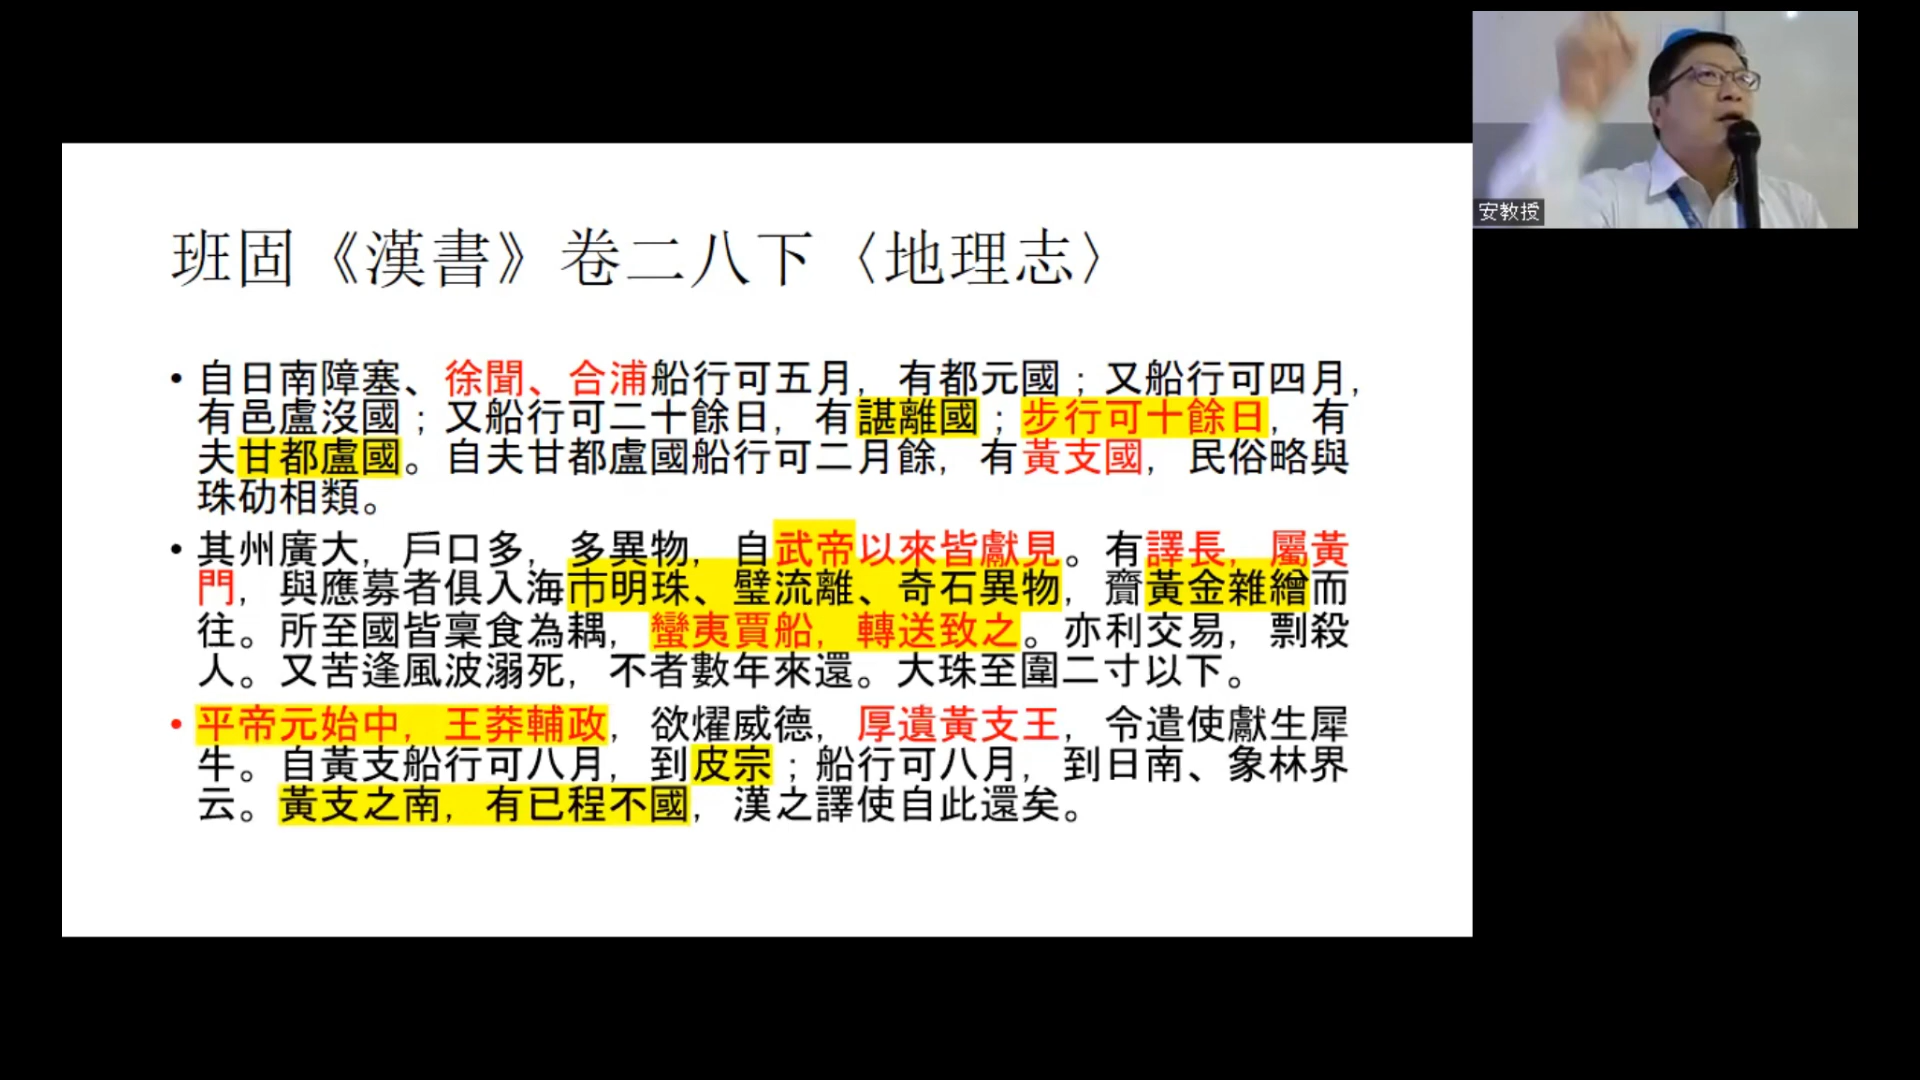 班固《漢書》卷二八下〈地理志〉
• 自日南障塞、徐聞、合浦船行可五月，有都元國；又船行可四月，
有邑盧沒國；又船行可二十餘日，有諶離國；步行可十餘日，有
夫甘都盧國。自夫甘都盧國船行可二月餘，有黃支國，民俗略與
珠砀相類。
• 其州廣大，戶口多，多異物，自武帝以來皆獻見。有譯長，屬黃
門，與應募者俱入海市明珠、璧流離、奇石異物，齎黃金雜繒而
往。所至國皆稟食為耦，蠻夷賈船，轉送致之。亦利交易，剽殺
人。又苦逢風波溺死，不者數年來還。大珠至圍二寸以下。
• 平帝元始中，王莽輔政，欲燿威德，厚遺黃支王，令遣使獻生犀
牛。自黃支船行可八月，到皮宗；船行可八月，到日南、象林界
云。黃支之南，有已程不國，漢之譯使自此還矣。
安教授